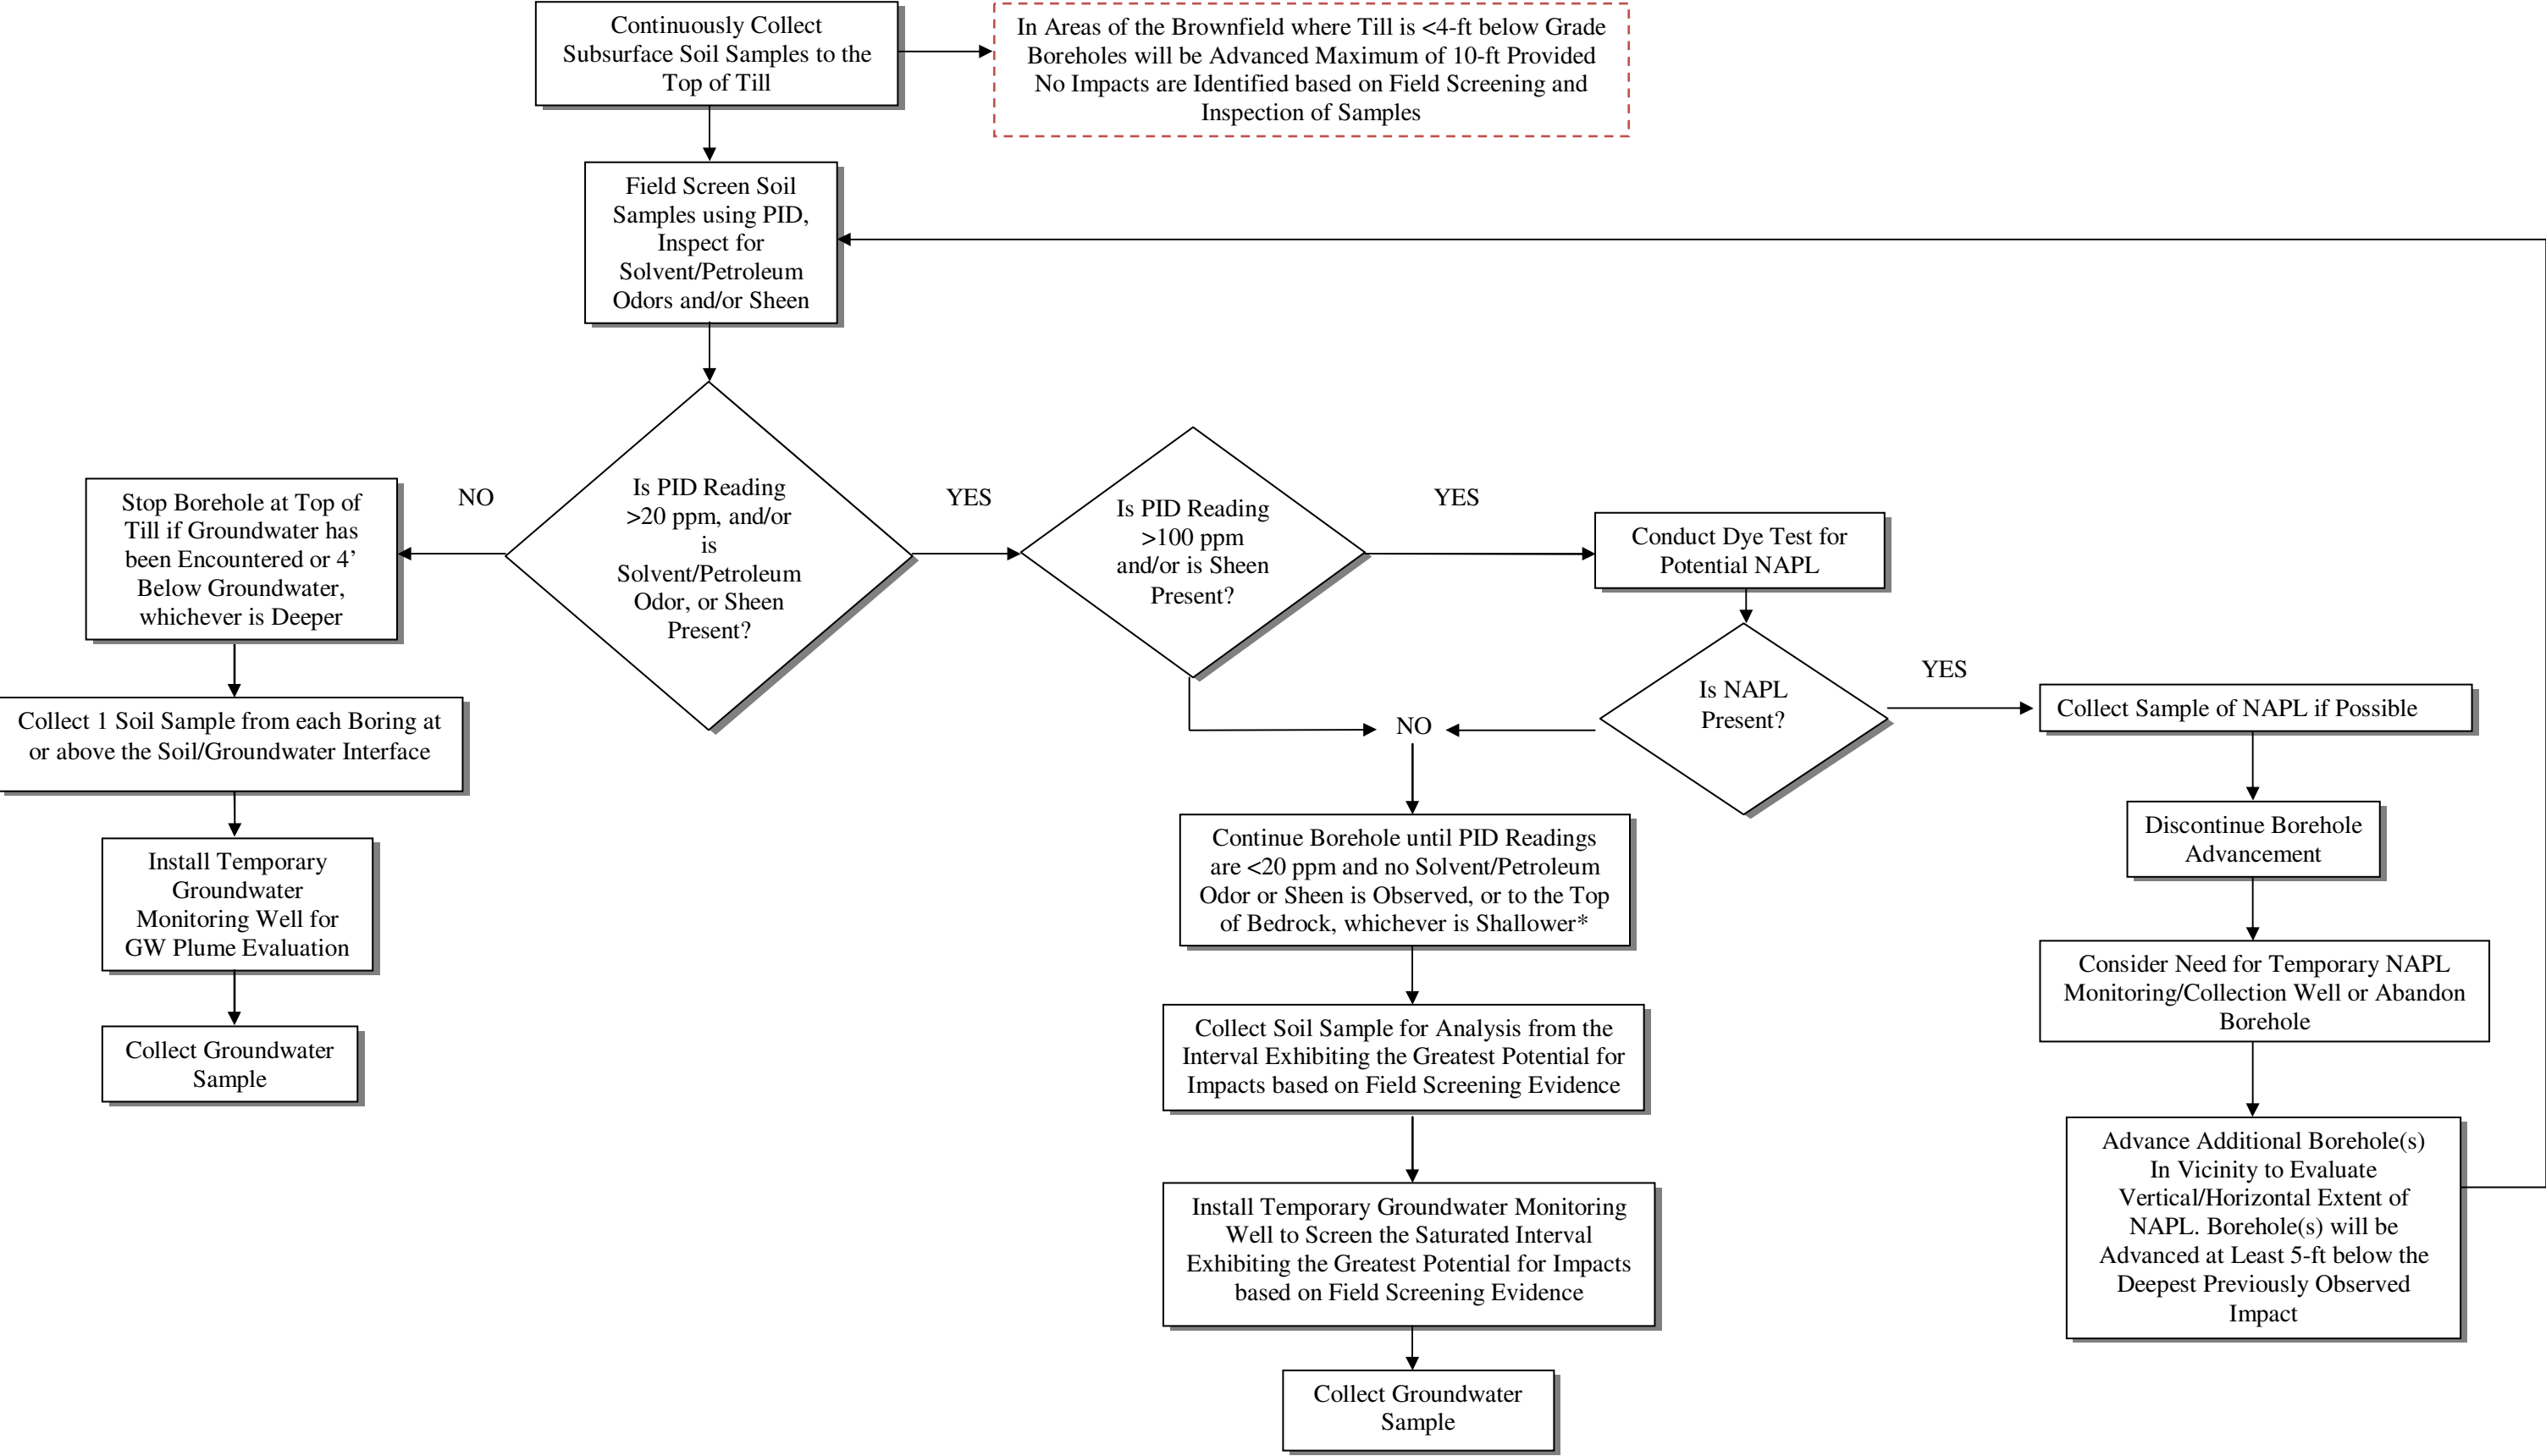 Continuously Collect
Subsurface Soil Samples to the
Top of Till
In Areas of the Brownfield where Till is <4-ft below Grade
Boreholes will be Advanced Maximum of 10-ft Provided
No Impacts are Identified based on Field Screening and
Inspection of Samples
Field Screen Soil
Samples using PID,
Inspect for
Solvent/Petroleum
Odors and/or Sheen
Is PID Reading
>20 ppm, and/or
is
Solvent/Petroleum
Odor, or Sheen
Present?
NO
Stop Borehole at Top of
Till if Groundwater has
been Encountered or 4’
Below Groundwater,
whichever is Deeper
Collect 1 Soil Sample from each Boring at
or above the Soil/Groundwater Interface
Install Temporary
Groundwater
Monitoring Well for
GW Plume Evaluation
Collect Groundwater
Sample
YES
Is PID Reading
>100 ppm
and/or is Sheen
Present?
YES
Conduct Dye Test for
Potential NAPL
Is NAPL
Present?
NO
Continue Borehole until PID Readings
are <20 ppm and no Solvent/Petroleum
Odor or Sheen is Observed, or to the Top
of Bedrock, whichever is Shallower*
Collect Soil Sample for Analysis from the
Interval Exhibiting the Greatest Potential for
Impacts based on Field Screening Evidence
Install Temporary Groundwater Monitoring
Well to Screen the Saturated Interval
Exhibiting the Greatest Potential for Impacts
based on Field Screening Evidence
Collect Groundwater
Sample
YES
Collect Sample of NAPL if Possible
Discontinue Borehole
Advancement
Consider Need for Temporary NAPL
Monitoring/Collection Well or Abandon
Borehole
Advance Additional Borehole(s)
In Vicinity to Evaluate
Vertical/Horizontal Extent of
NAPL. Borehole(s) will be
Advanced at Least 5-ft below the
Deepest Previously Observed
Impact